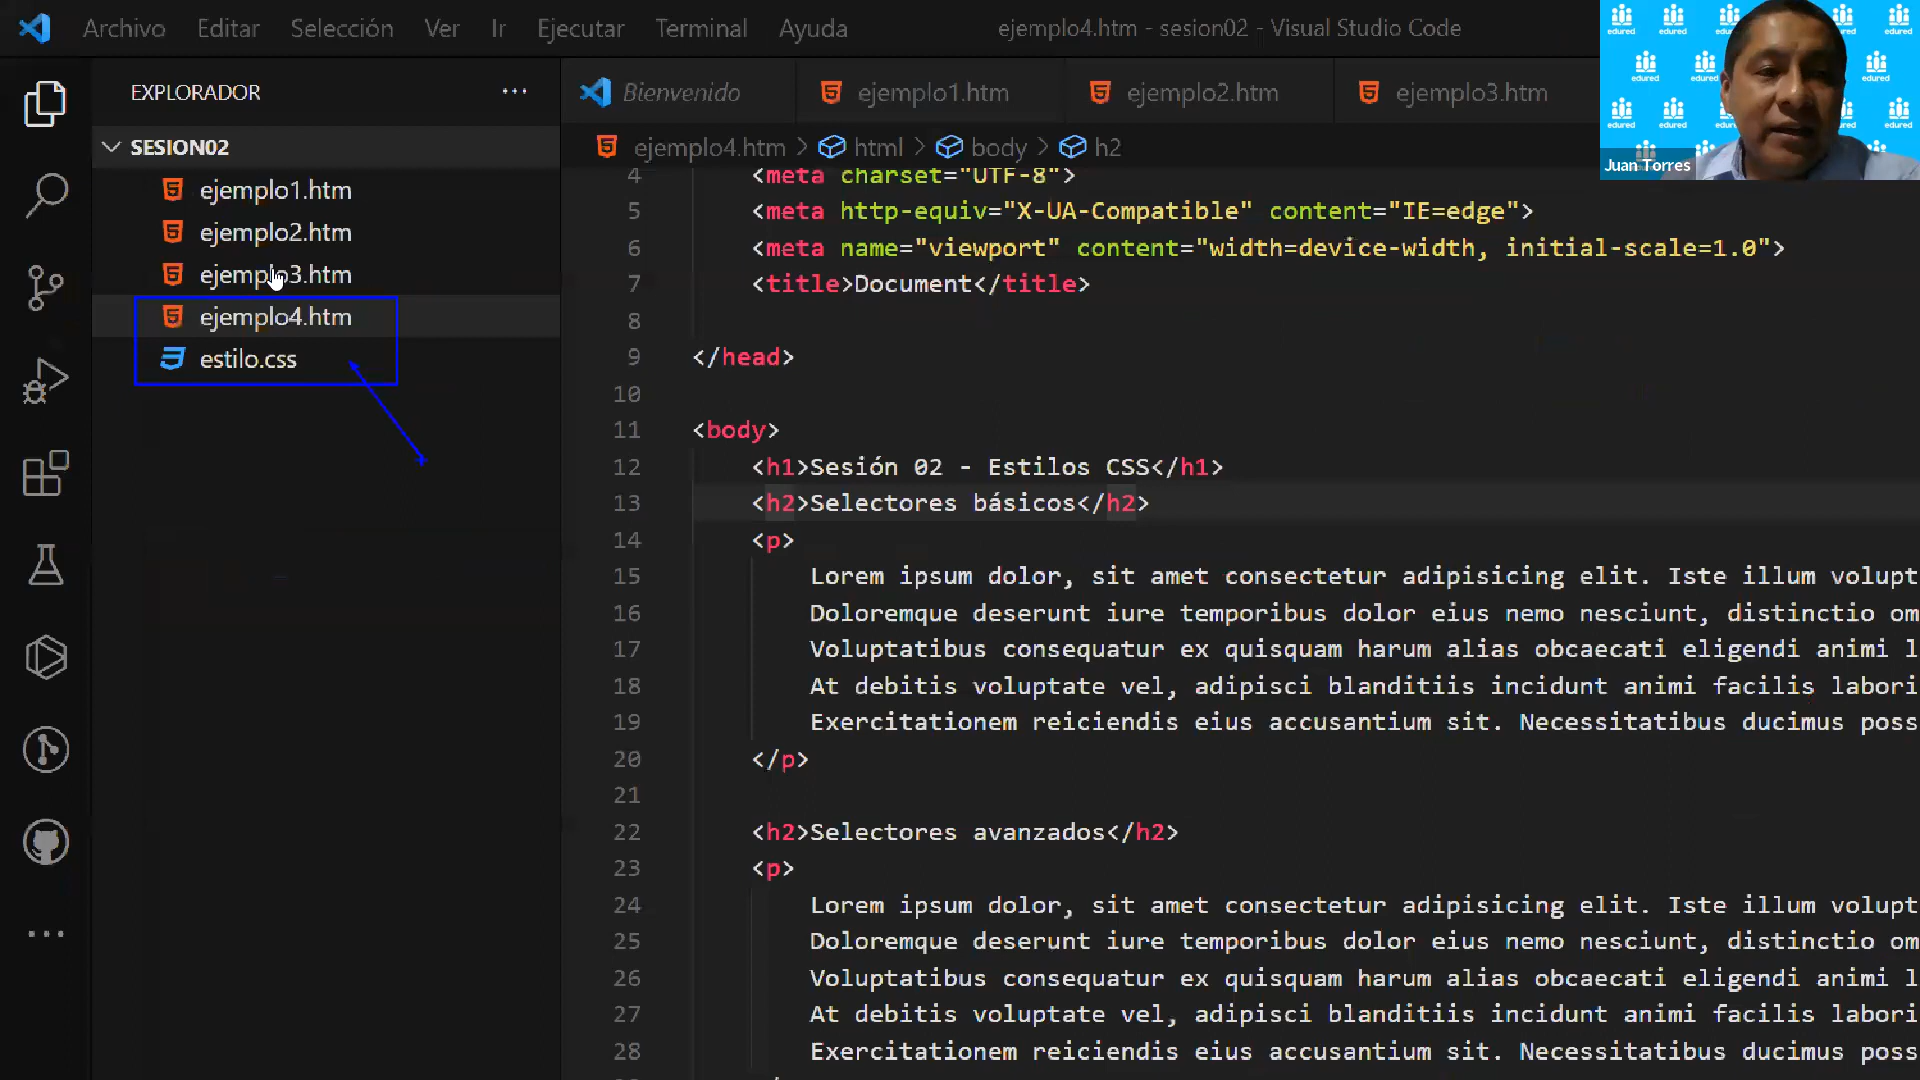 Archivo Editar Selección Ver Ir Ejecutar Terminal Ayuda
ejemplo4.htm - sesion02 - Visual Studio Code
edured edured edured edured
edured edured edured
edured edured
Juan Torres
EXPLORADOR ...
SESION02
ejemplo1.htm
ejemplo2.htm
ejemplo3.htm
ejemplo4.htm
estilo.css
Bienvenido ejemplo1.htm ejemplo2.htm ejemplo3.htm
ejemplo4.htm > html > body > h2
4 <meta charset="UTF-8">
5 <meta http-equiv="X-UA-Compatible" content="IE=edge">
6 <meta name="viewport" content="width=device-width, initial-scale=1.0">
7 <title>Document</title>
8
9 </head>
10
11 <body>
12 <h1>Sesión 02 - Estilos CSS</h1>
13 <h2>Selectores básicos</h2>
14 <p>
15 Lorem ipsum dolor, sit amet consectetur adipisicing elit. Iste illum volupt
16 Doloremque deserunt iure temporibus dolor eius nemo nesciunt, distinctio om
17 Voluptatibus consequatur ex quisquam harum alias obcaecati eligendi animi l
18 At debitis voluptate vel, adipisci blanditiis incidunt animi facilis labori
19 Exercitationem reiciendis eius accusantium sit. Necessitatibus ducimus poss
20 </p>
21
22 <h2>Selectores avanzados</h2>
23 <p>
24 Lorem ipsum dolor, sit amet consectetur adipisicing elit. Iste illum volupt
25 Doloremque deserunt iure temporibus dolor eius nemo nesciunt, distinctio om
26 Voluptatibus consequatur ex quisquam harum alias obcaecati eligendi animi l
27 At debitis voluptate vel, adipisci blanditiis incidunt animi facilis labori
28 Exercitationem reiciendis eius accusantium sit. Necessitatibus ducimus poss